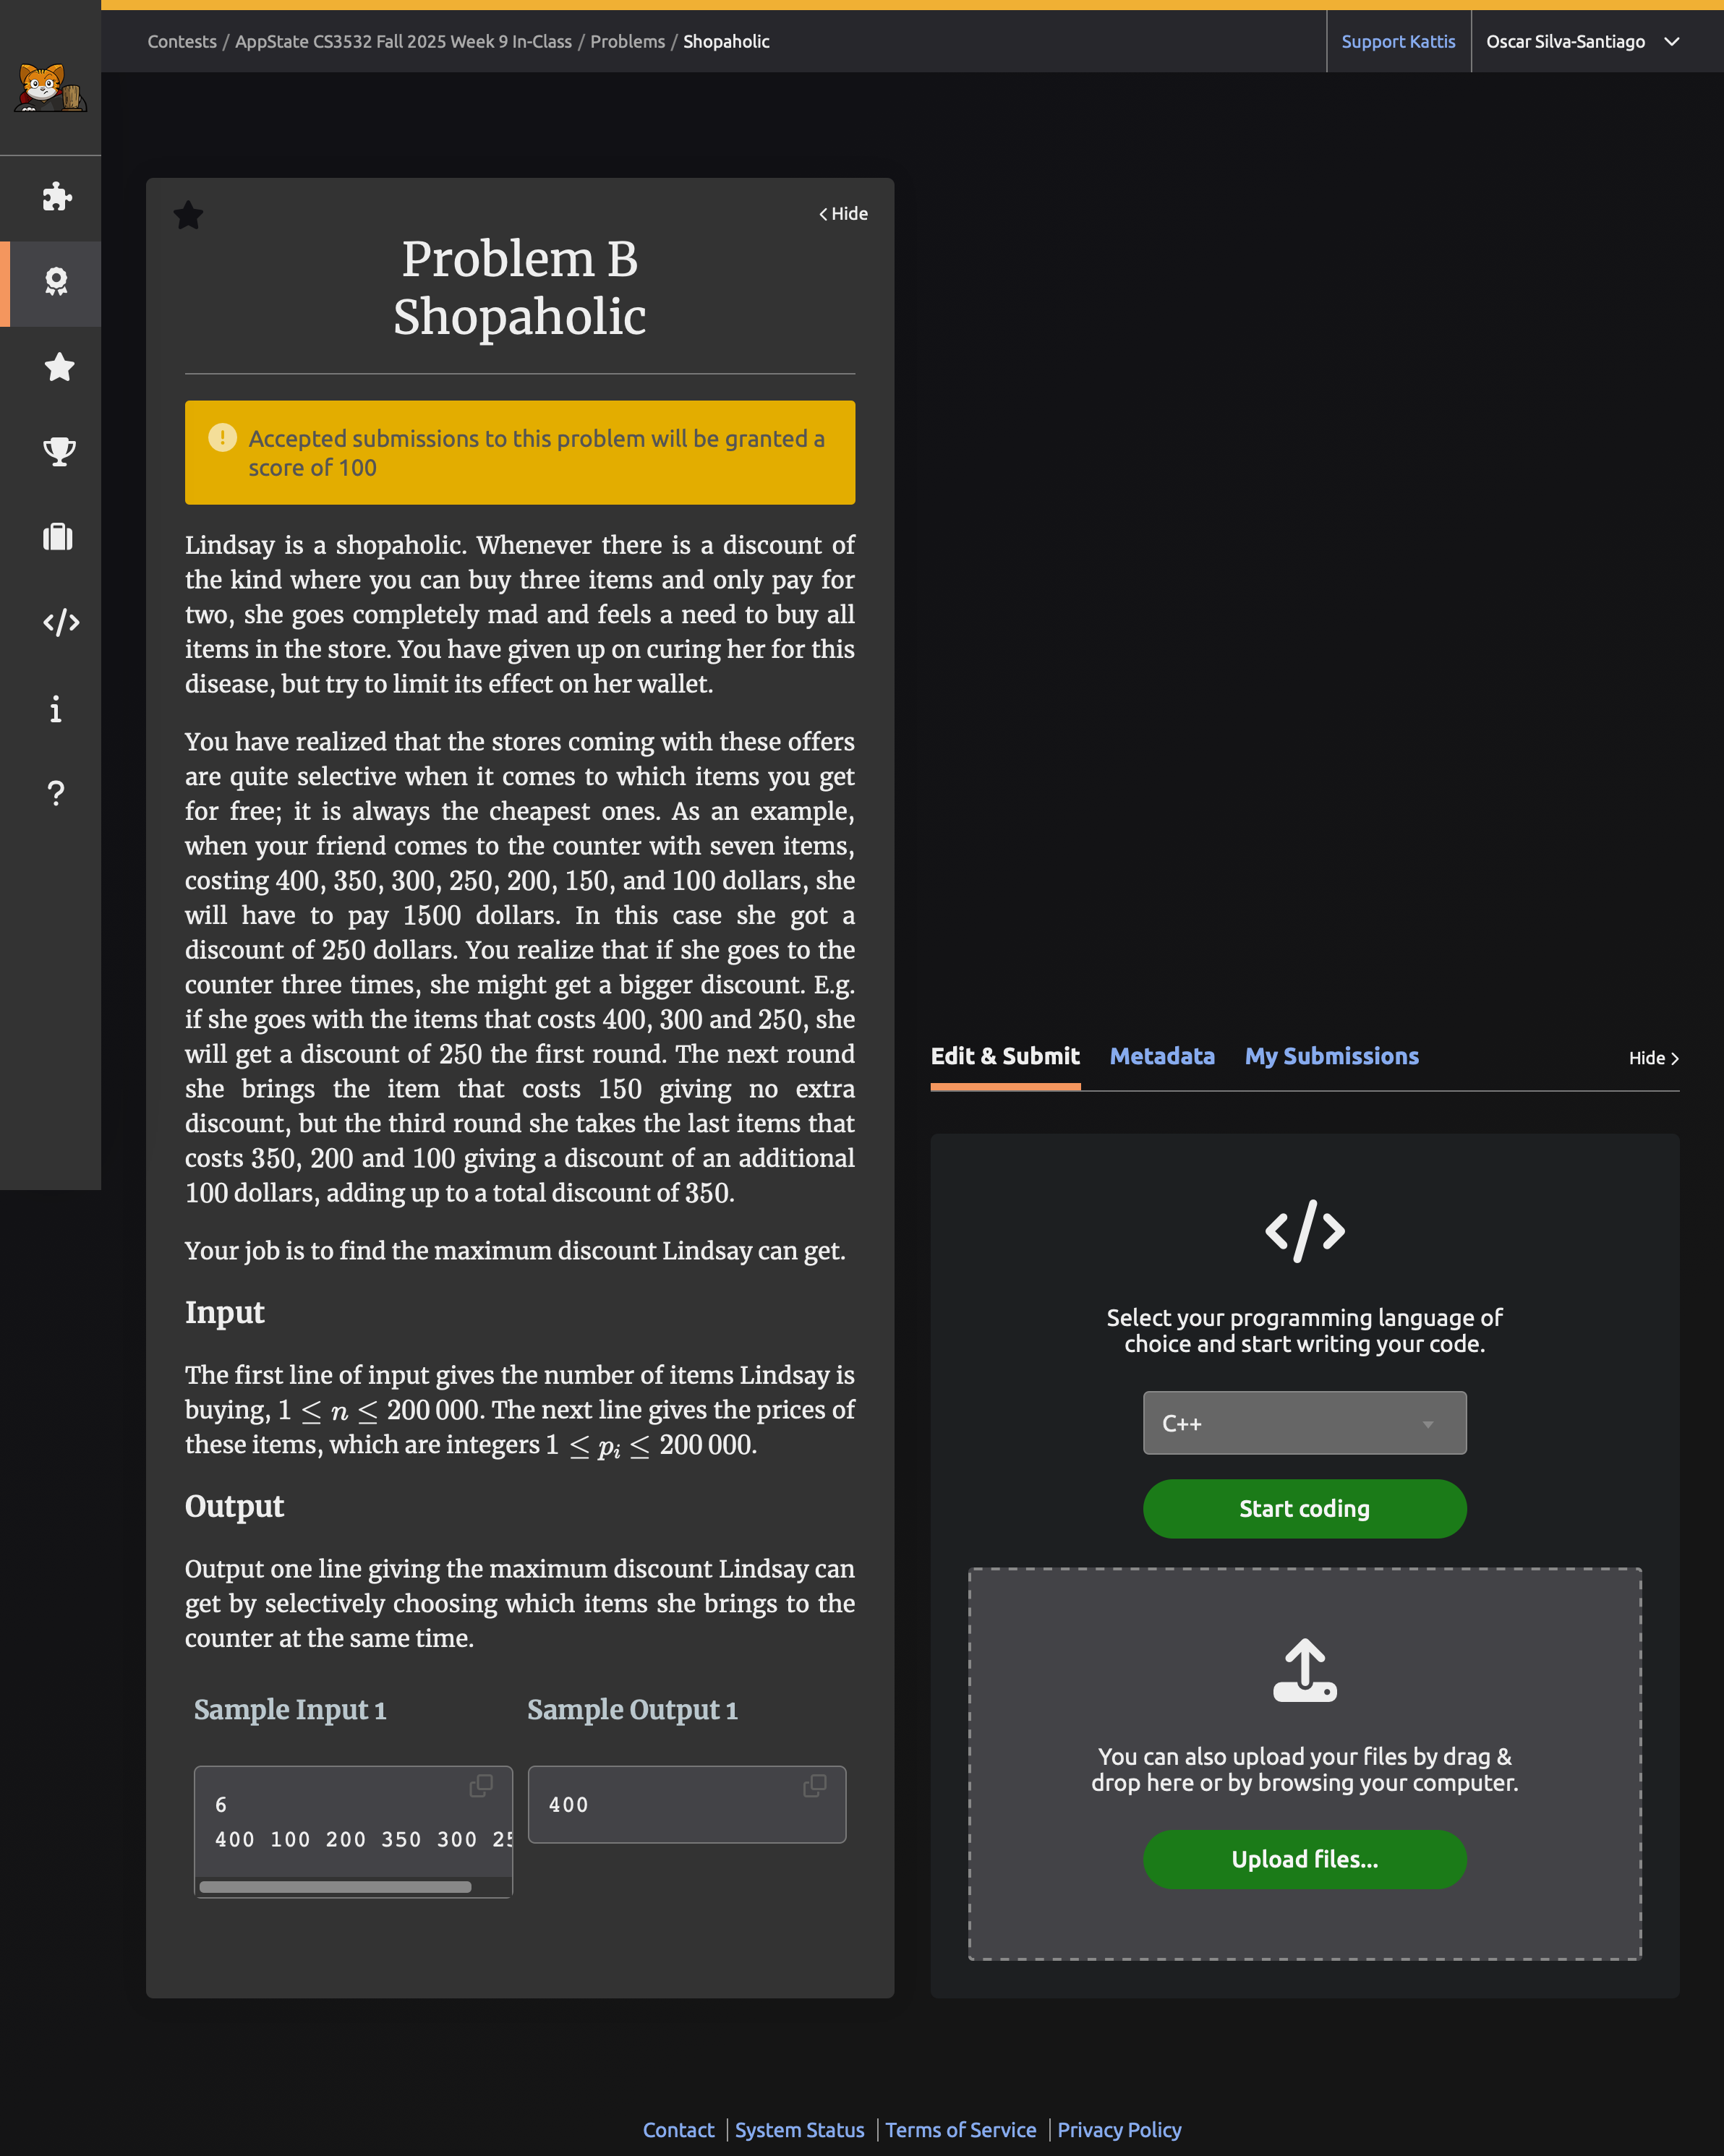 Contests / AppState CS3532 Fall 2025 Week 9 In-Class / Problems / Shopaholic
Support Kattis
Oscar Silva-Santiago
Hide
Problem B
Shopaholic
Accepted submissions to this problem will be granted a
score of 100
Lindsay is a shopaholic. Whenever there is a discount of
the kind where you can buy three items and only pay for
two, she goes completely mad and feels a need to buy all
items in the store. You have given up on curing her for this
disease, but try to limit its effect on her wallet.
You have realized that the stores coming with these offers
are quite selective when it comes to which items you get
for free; it is always the cheapest ones. As an example,
when your friend comes to the counter with seven items,
costing 400, 350, 300, 250, 200, 150, and 100 dollars, she
will have to pay 1500 dollars. In this case she got a
discount of 250 dollars. You realize that if she goes to the
counter three times, she might get a bigger discount. E.g.
if she goes with the items that costs 400, 300 and 250, she
will get a discount of 250 the first round. The next round
she brings the item that costs 150 giving no extra
discount, but the third round she takes the last items that
costs 350, 200 and 100 giving a discount of an additional
100 dollars, adding up to a total discount of 350.
Your job is to find the maximum discount Lindsay can get.
Input
The first line of input gives the number of items Lindsay is
buying, 1 ≤ n ≤ 200 000. The next line gives the prices of
these items, which are integers 1 ≤ pᵢ ≤ 200 000.
Output
Output one line giving the maximum discount Lindsay can
get by selectively choosing which items she brings to the
counter at the same time.
Sample Input 1
Sample Output 1
6
400 100 200 350 300 25
400
Edit & Submit
Metadata
My Submissions
Hide
</>
Select your programming language of
choice and start writing your code.
C++
Start coding
You can also upload your files by drag &
drop here or by browsing your computer.
Upload files...
Contact | System Status | Terms of Service | Privacy Policy